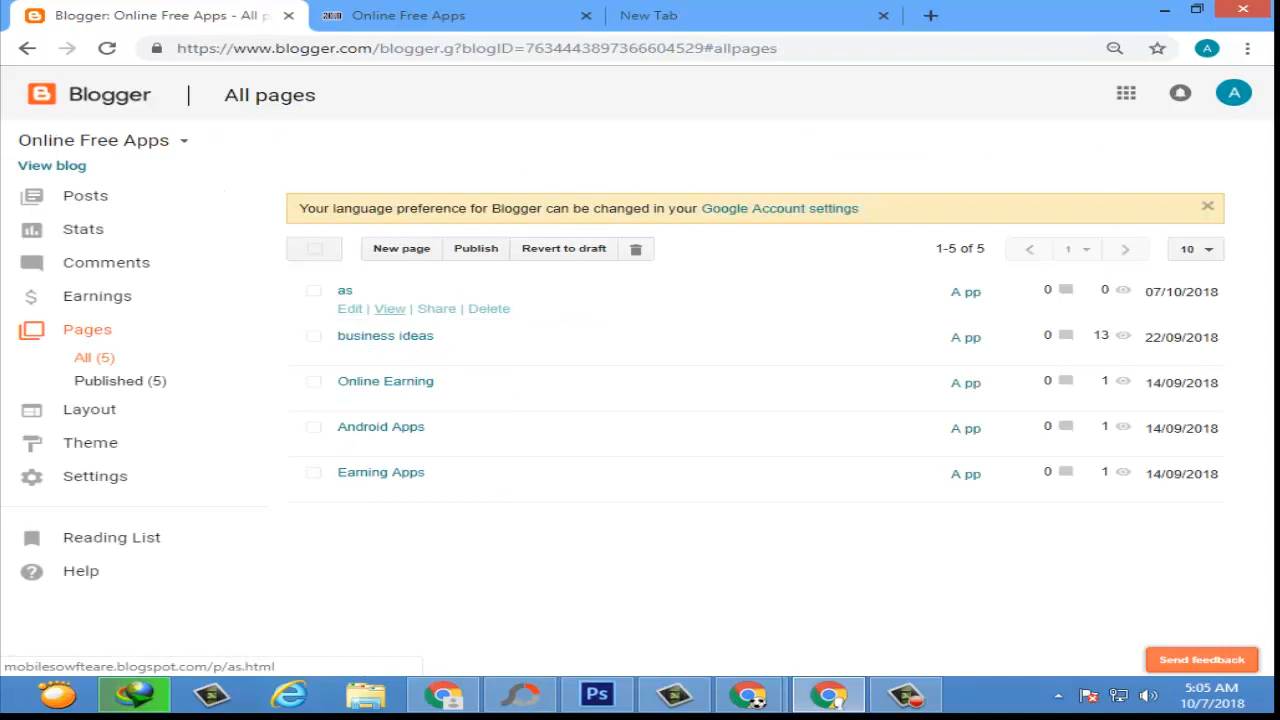 Blogger: Online Free Apps - All p
Online Free Apps
New Tab
https://www.blogger.com/blogger.g?blogID=7634443897366604529#allpages
A
Blogger | All pages
A
Online Free Apps
View blog
Posts
Stats
Comments
Earnings
Pages
All (5)
Published (5)
Layout
Theme
Settings
Reading List
Help
Your language preference for Blogger can be changed in your Google Account settings
New page Publish Revert to draft 1-5 of 5 1 10
as A pp 0 0 07/10/2018
Edit | View | Share | Delete
business ideas A pp 0 13 22/09/2018
Online Earning A pp 0 1 14/09/2018
Android Apps A pp 0 1 14/09/2018
Earning Apps A pp 0 1 14/09/2018
Send feedback
mobilesowfteare.blogspot.com/p/as.html
Ps
5:05 AM
10/7/2018